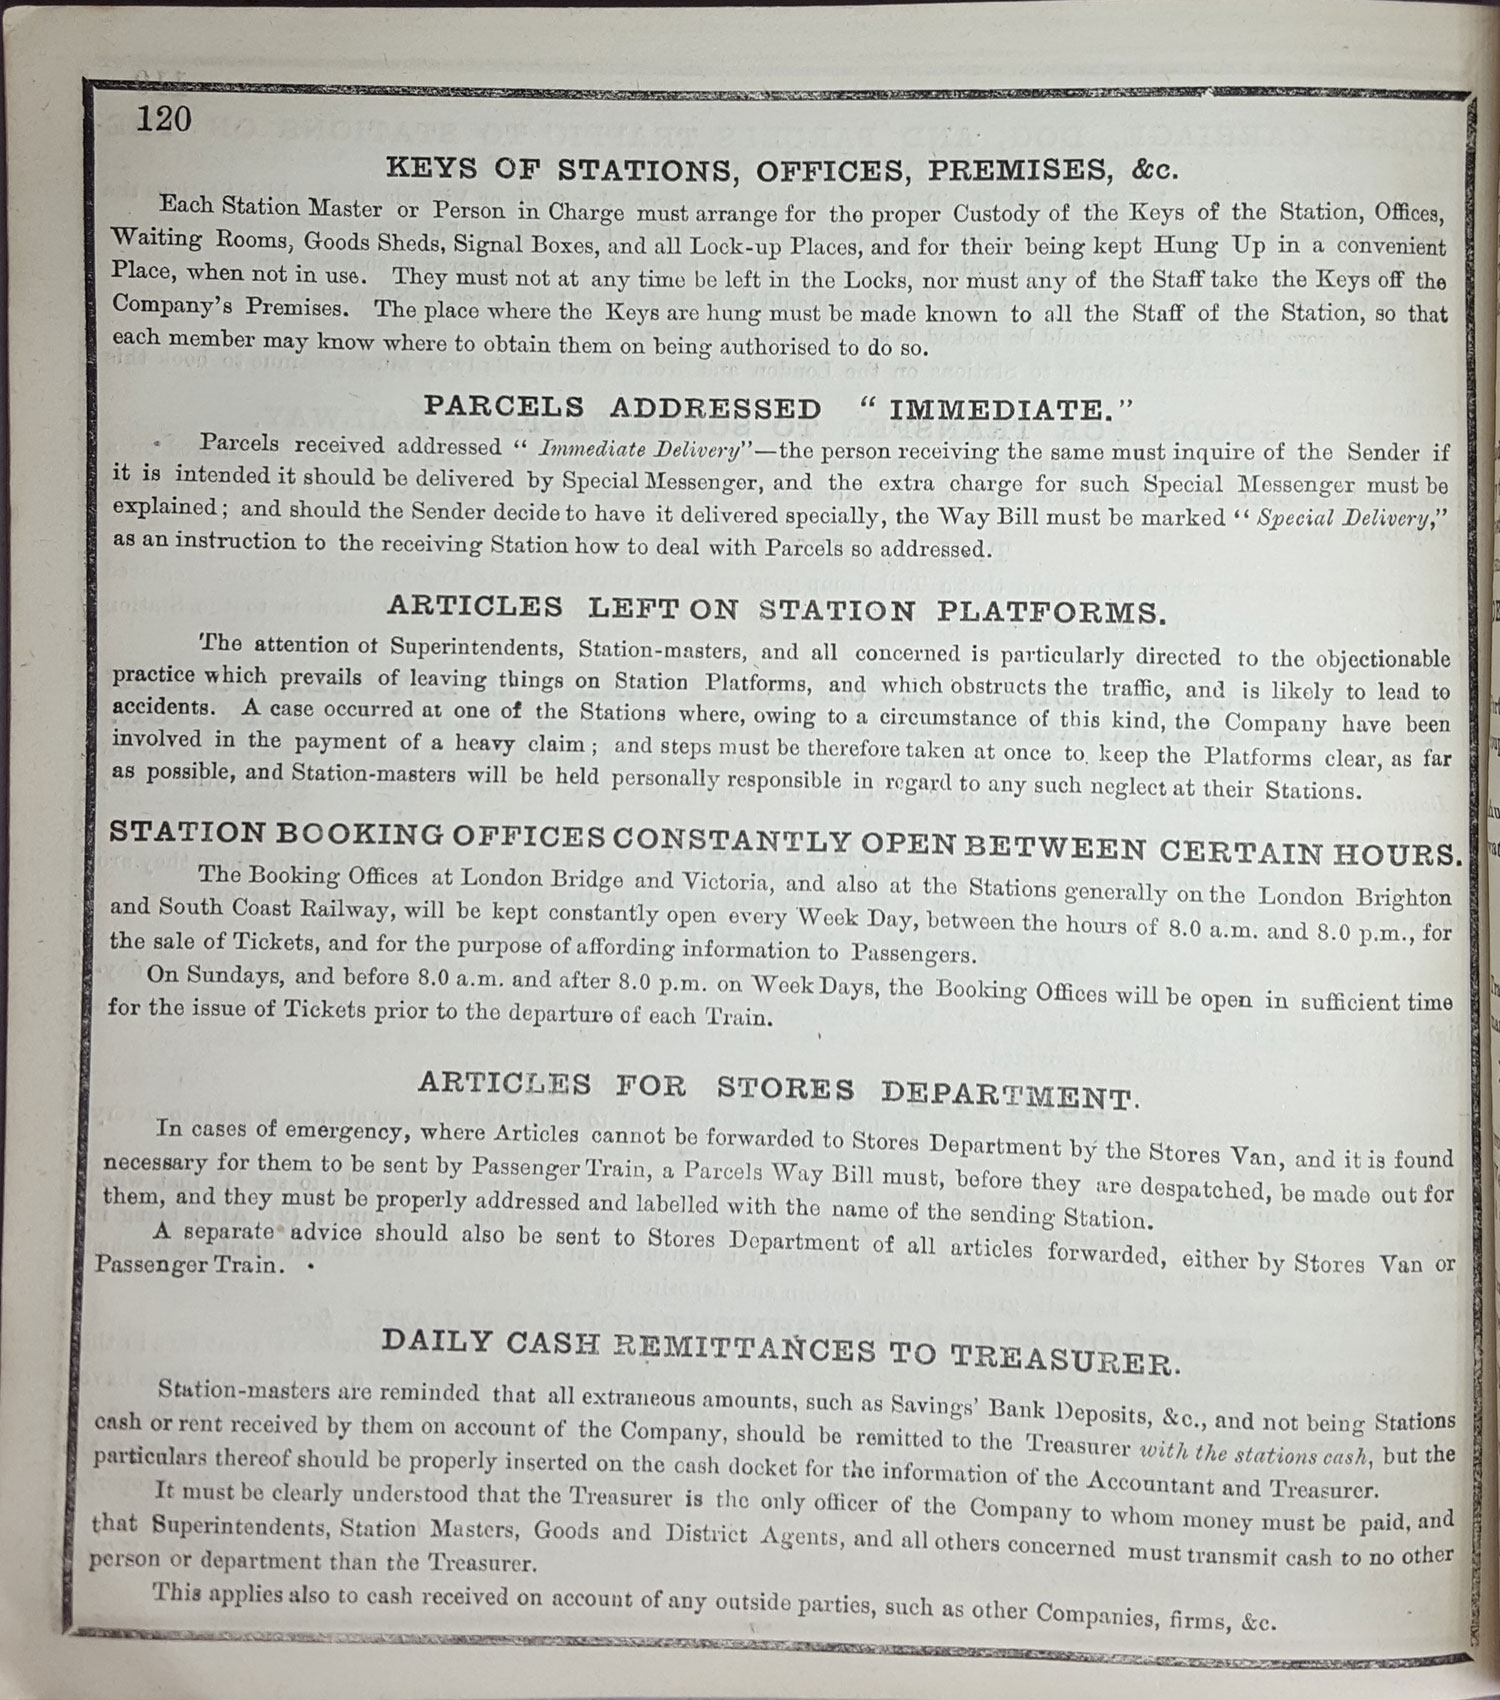 120
KEYS OF STATIONS, OFFICES, PREMISES, &c.
Each Station Master or Person in Charge must arrange for the proper Custody of the Keys of the Station, Offices,
Waiting Rooms, Goods Sheds, Signal Boxes, and all Lock-up Places, and for their being kept Hung Up in a convenient
Place, when not in use. They must not at any time be left in the Locks, nor must any of the Staff take the Keys off the
Company's Premises. The place where the Keys are hung must be made known to all the Staff of the Station, so that
each member may know where to obtain them on being authorised to do so.
PARCELS ADDRESSED "IMMEDIATE."
Parcels received addressed "Immediate Delivery"—the person receiving the same must inquire of the Sender if
it is intended it should be delivered by Special Messenger, and the extra charge for such Special Messenger must be
explained; and should the Sender decide to have it delivered specially, the Way Bill must be marked "Special Delivery,"
as an instruction to the receiving Station how to deal with Parcels so addressed.
ARTICLES LEFT ON STATION PLATFORMS.
The attention of Superintendents, Station-masters, and all concerned is particularly directed to the objectionable
practice which prevails of leaving things on Station Platforms, and which obstructs the traffic, and is likely to lead to
accidents. A case occurred at one of the Stations where, owing to a circumstance of this kind, the Company have been
involved in the payment of a heavy claim; and steps must be therefore taken at once to keep the Platforms clear, as far
as possible, and Station-masters will be held personally responsible in regard to any such neglect at their Stations.
STATION BOOKING OFFICES CONSTANTLY OPEN BETWEEN CERTAIN HOURS.
The Booking Offices at London Bridge and Victoria, and also at the Stations generally on the London Brighton
and South Coast Railway, will be kept constantly open every Week Day, between the hours of 8.0 a.m. and 8.0 p.m., for
the sale of Tickets, and for the purpose of affording information to Passengers.
On Sundays, and before 8.0 a.m. and after 8.0 p.m. on Week Days, the Booking Offices will be open in sufficient time
for the issue of Tickets prior to the departure of each Train.
ARTICLES FOR STORES DEPARTMENT.
In cases of emergency, where Articles cannot be forwarded to Stores Department by the Stores Van, and it is found
necessary for them to be sent by Passenger Train, a Parcels Way Bill must, before they are despatched, be made out for
them, and they must be properly addressed and labelled with the name of the sending Station.
A separate advice should also be sent to Stores Department of all articles forwarded, either by Stores Van or
Passenger Train.
DAILY CASH REMITTANCES TO TREASURER.
Station-masters are reminded that all extraneous amounts, such as Savings' Bank Deposits, &c., and not being Stations
cash or rent received by them on account of the Company, should be remitted to the Treasurer with the stations cash, but the
particulars thereof should be properly inserted on the cash docket for the information of the Accountant and Treasurer.
It must be clearly understood that the Treasurer is the only officer of the Company to whom money must be paid, and
that Superintendents, Station Masters, Goods and District Agents, and all others concerned must transmit cash to no other
person or department than the Treasurer.
This applies also to cash received on account of any outside parties, such as other Companies, firms, &c.